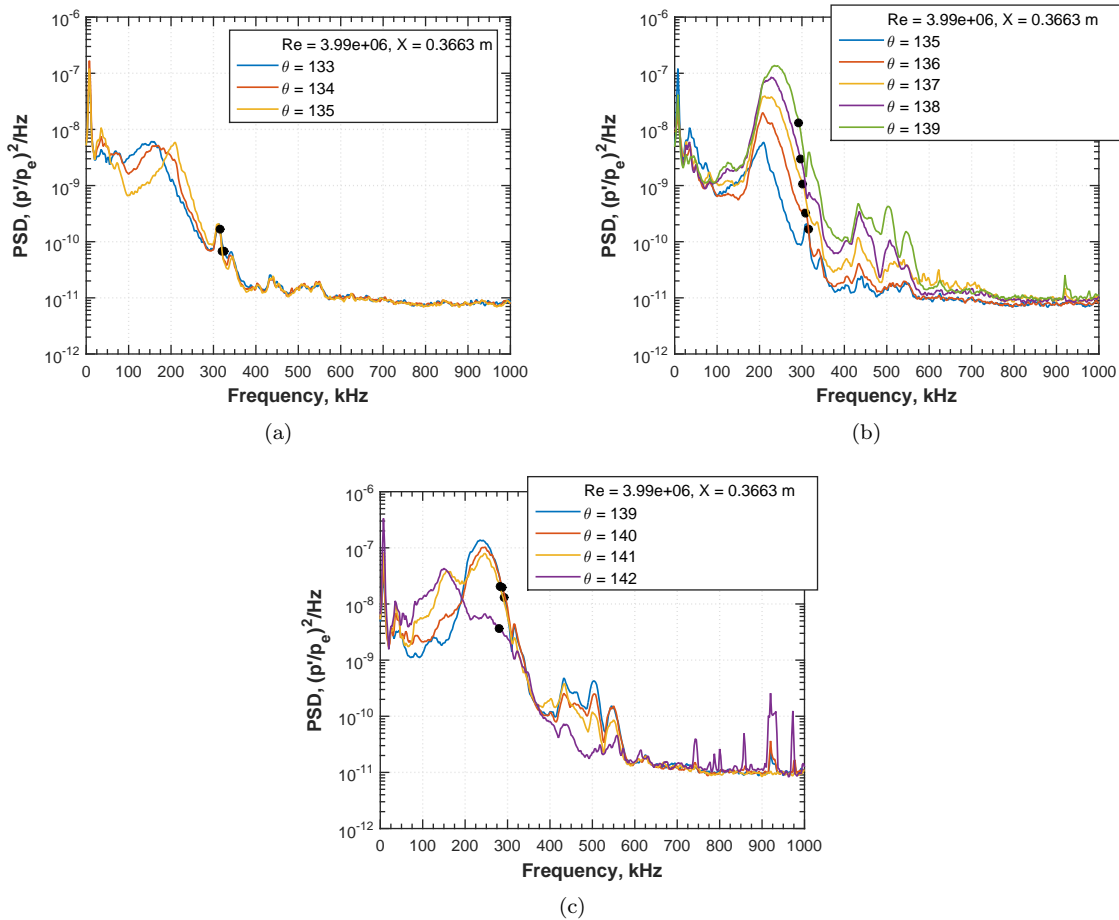 10^-6
10^-7
10^-8
10^-9
10^-10
10^-11
10^-12
PSD, (p'/p_e)^2/Hz
0 100 200 300 400 500 600 700 800 900 1000
Frequency, kHz
Re = 3.99e+06, X = 0.3663 m
θ = 133
θ = 134
θ = 135
(a)
10^-6
10^-7
10^-8
10^-9
10^-10
10^-11
10^-12
PSD, (p'/p_e)^2/Hz
0 100 200 300 400 500 600 700 800 900 1000
Frequency, kHz
Re = 3.99e+06, X = 0.3663 m
θ = 135
θ = 136
θ = 137
θ = 138
θ = 139
(b)
10^-6
10^-7
10^-8
10^-9
10^-10
10^-11
10^-12
PSD, (p'/p_e)^2/Hz
0 100 200 300 400 500 600 700 800 900 1000
Frequency, kHz
Re = 3.99e+06, X = 0.3663 m
θ = 139
θ = 140
θ = 141
θ = 142
(c)